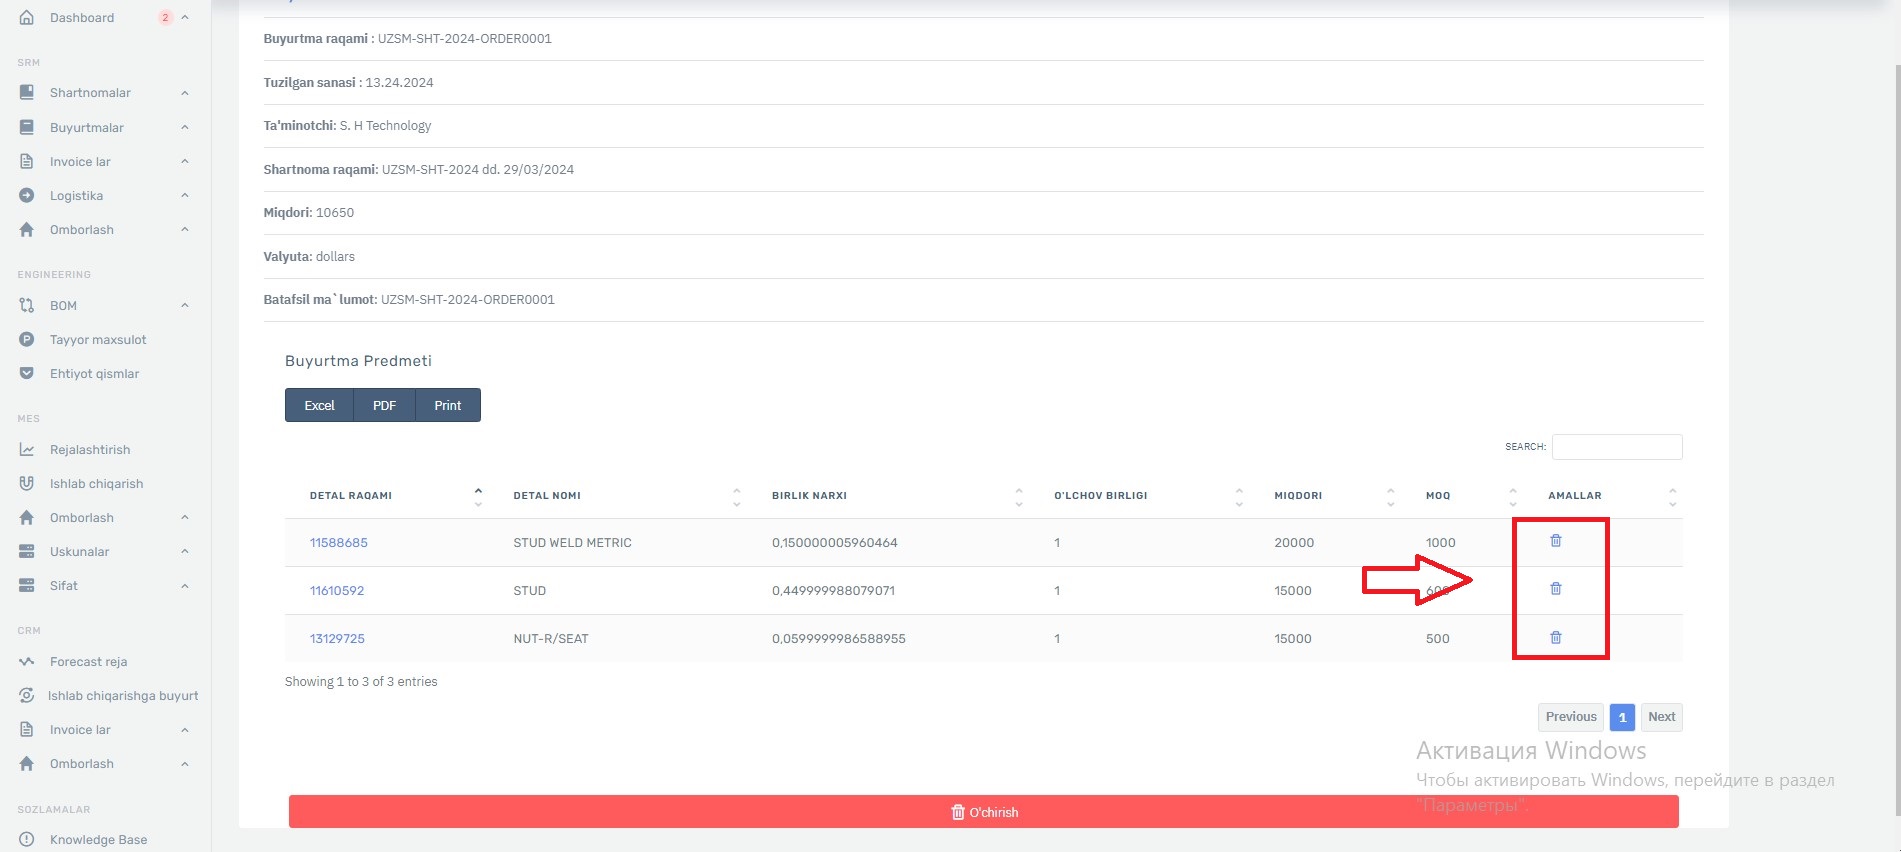 Dashboard 2
SRM
Shartnomalar
Buyurtmalar
Invoice lar
Logistika
Omborlash
ENGINEERING
BOM
Tayyor maxsulot
Ehtiyot qismlar
MES
Rejalashtirish
Ishlab chiqarish
Omborlash
Uskunalar
Sifat
CRM
Forecast reja
Ishlab chiqarishga buyurt
Invoice lar
Omborlash
SOZLAMALAR
Knowledge Base
Buyurtma raqami : UZSM-SHT-2024-ORDER0001
Tuzilgan sanasi : 13.24.2024
Ta'minotchi: S. H Technology
Shartnoma raqami: UZSM-SHT-2024 dd. 29/03/2024
Miqdori: 10650
Valyuta: dollars
Batafsil ma`lumot: UZSM-SHT-2024-ORDER0001
Buyurtma Predmeti
Excel PDF Print
SEARCH:
DETAL RAQAMI DETAL NOMI BIRLIK NARXI O'LCHOV BIRLIGI MIQDORI MOQ AMALLAR
11588685 STUD WELD METRIC 0,150000005960464 1 20000 1000
11610592 STUD 0,449999988079071 1 15000
13129725 NUT-R/SEAT 0,0599999986588955 1 15000 500
Showing 1 to 3 of 3 entries
Previous 1 Next
Активация Windows
Чтобы активировать Windows, перейдите в раздел
"Параметры".
O'chirish